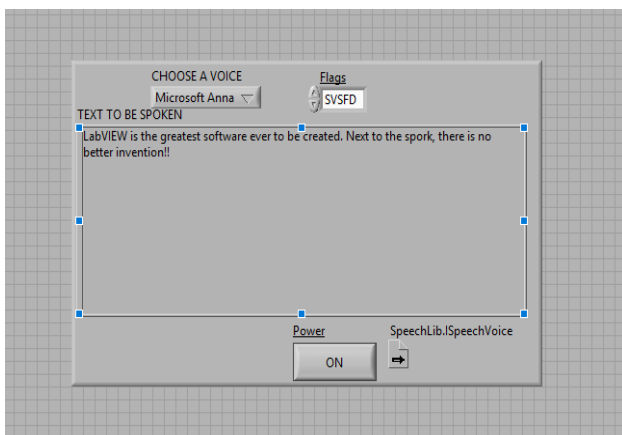 CHOOSE A VOICE
Flags
Microsoft Anna
SVSFD
TEXT TO BE SPOKEN
LabVIEW is the greatest software ever to be created. Next to the spork, there is no
better invention!!
Power
SpeechLib.ISpeechVoice
ON